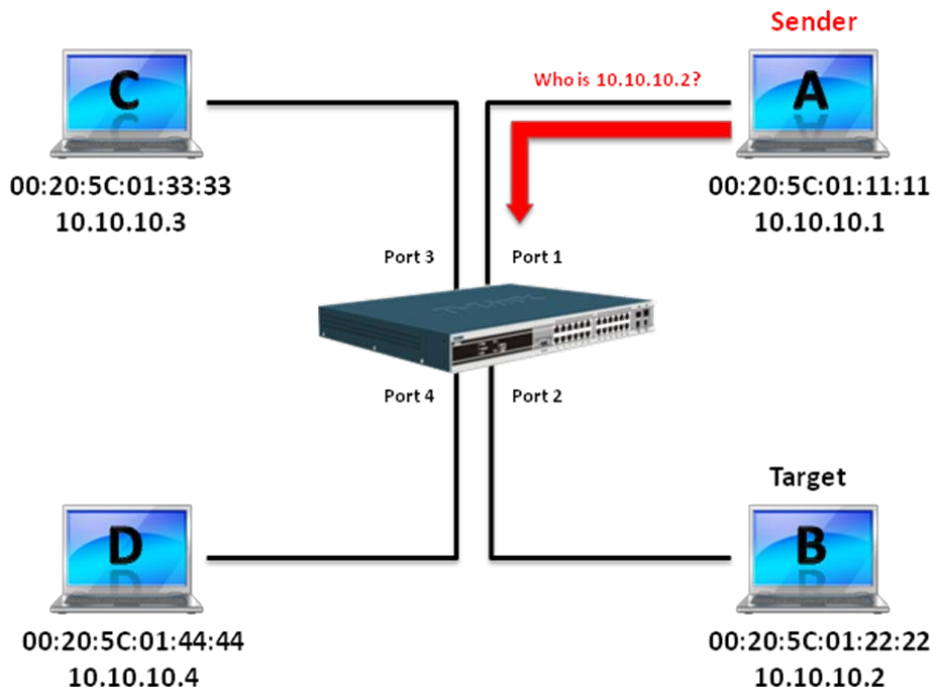 Sender
Who is 10.10.10.2?
C
A
00:20:5C:01:33:33
10.10.10.3
00:20:5C:01:11:11
10.10.10.1
Port 3
Port 1
Port 4
Port 2
Target
D
B
00:20:5C:01:44:44
10.10.10.4
00:20:5C:01:22:22
10.10.10.2